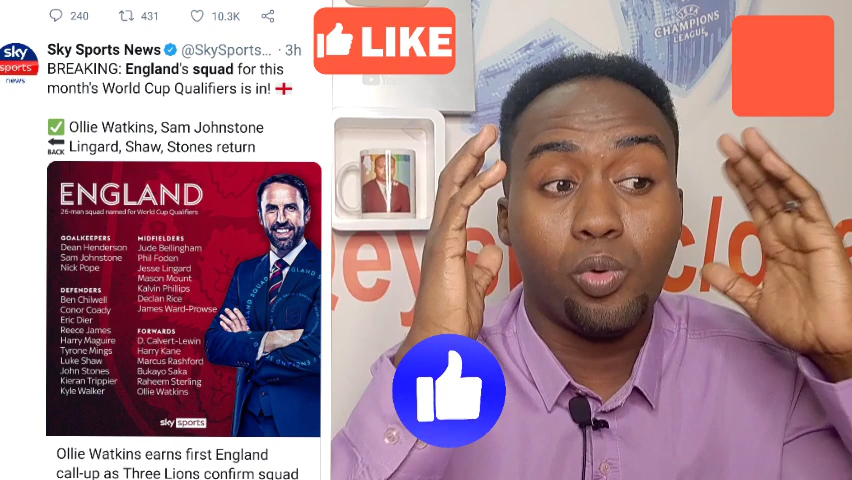 240 431 10.3K
Sky Sports News @SkySports... · 3h
BREAKING: England's squad for this
month's World Cup Qualifiers is in!
Ollie Watkins, Sam Johnstone
BACK Lingard, Shaw, Stones return
sky
sports
news
ENGLAND
26-man squad named for World Cup Qualifiers
GOALKEEPERS
Dean Henderson
Sam Johnstone
Nick Pope
DEFENDERS
Ben Chilwell
Conor Coady
Eric Dier
Reece James
Harry Maguire
Tyrone Mings
Luke Shaw
John Stones
Kieran Trippier
Kyle Walker
MIDFIELDERS
Jude Bellingham
Phil Foden
Jesse Lingard
Mason Mount
Kalvin Phillips
Declan Rice
James Ward-Prowse
FORWARDS
D. Calvert-Lewin
Harry Kane
Marcus Rashford
Bukayo Saka
Raheem Sterling
Ollie Watkins
sky sports
Ollie Watkins earns first England
call-up as Three Lions confirm squad
LIKE
CHAMPIONS
LEAGUE